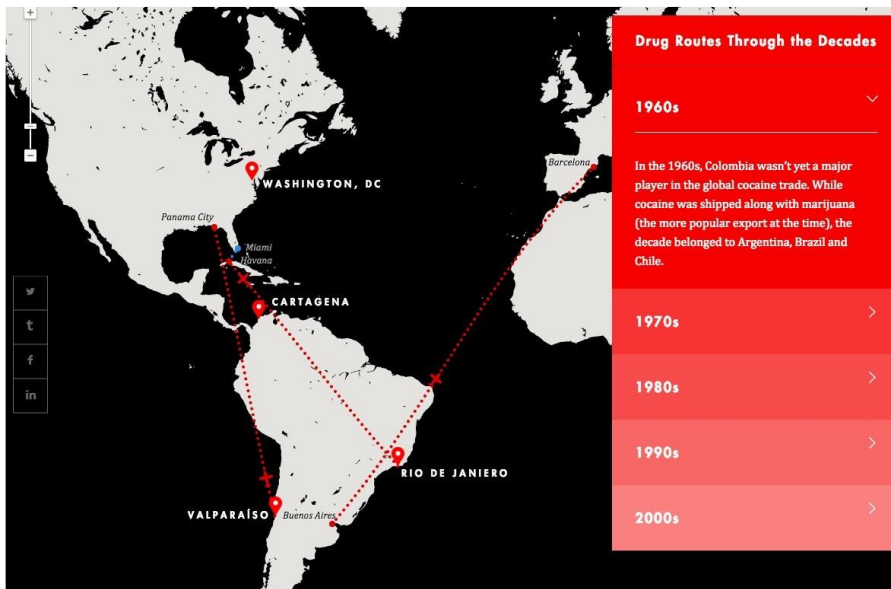 Drug Routes Through the Decades
1960s
In the 1960s, Colombia wasn't yet a major
player in the global cocaine trade. While
cocaine was shipped along with marijuana
(the more popular export at the time), the
decade belonged to Argentina, Brazil and
Chile.
1970s
1980s
1990s
2000s
Barcelona
WASHINGTON, DC
Panama City
Miami
Havana
CARTAGENA
RIO DE JANIERO
VALPARAÍSO
Buenos Aires
t
f
in